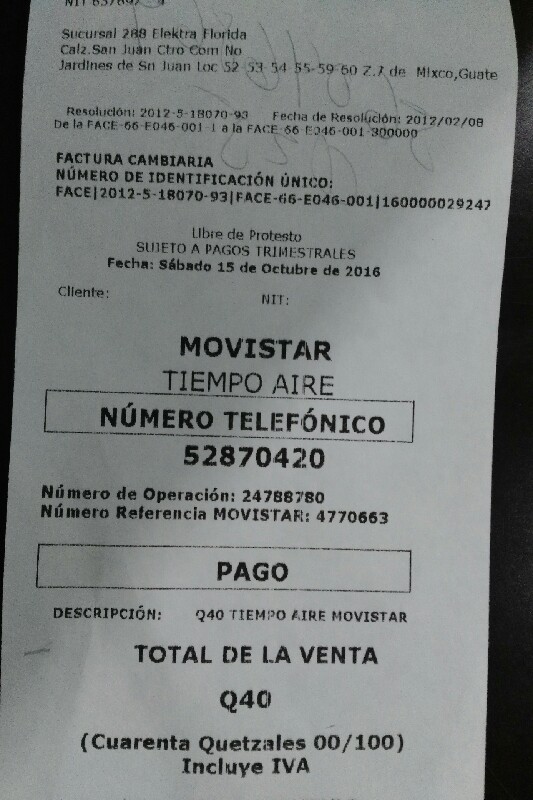 Sucursal 288 Elektra Florida
Calz.San Juan Ctro Com No
Jardines de Sn Juan Loc 52 53 54 55-59-60 Z.7 de Mixco,Guate
Resolución: 2012-5-18070-93 Fecha de Resolución: 2012/02/08
De la FACE-66-E046-001-1 a la FACE-66-E046-001-300000
FACTURA CAMBIARIA
NÚMERO DE IDENTIFICACIÓN ÚNICO:
FACE|2012-5-18070-93|FACE-66-E046-001|160000029247
Libre de Protesto
SUJETO A PAGOS TRIMESTRALES
Fecha: Sábado 15 de Octubre de 2016
Cliente: NIT:
MOVISTAR
TIEMPO AIRE
NÚMERO TELEFÓNICO
52870420
Número de Operación: 24788780
Número Referencia MOVISTAR: 4770663
PAGO
DESCRIPCIÓN: Q40 TIEMPO AIRE MOVISTAR
TOTAL DE LA VENTA
Q40
(Cuarenta Quetzales 00/100)
Incluye IVA